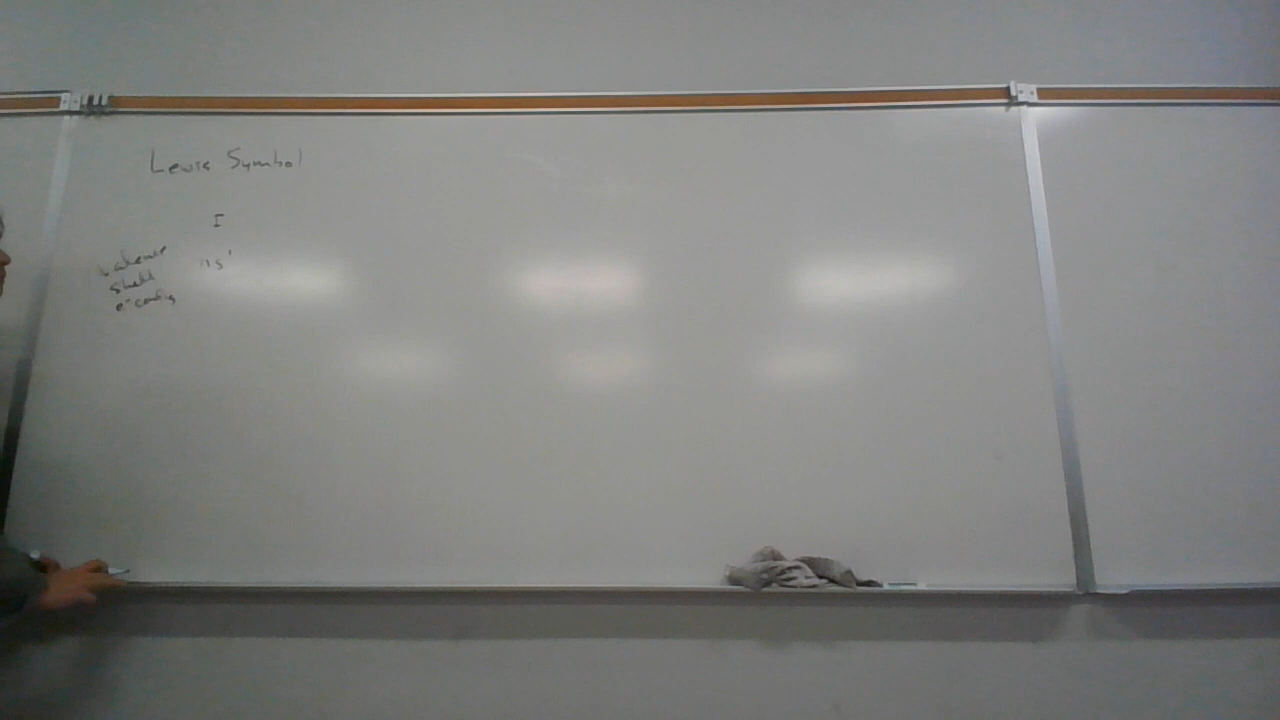 Lewis Symbol
I
valence
shell
e⁻config
ns¹